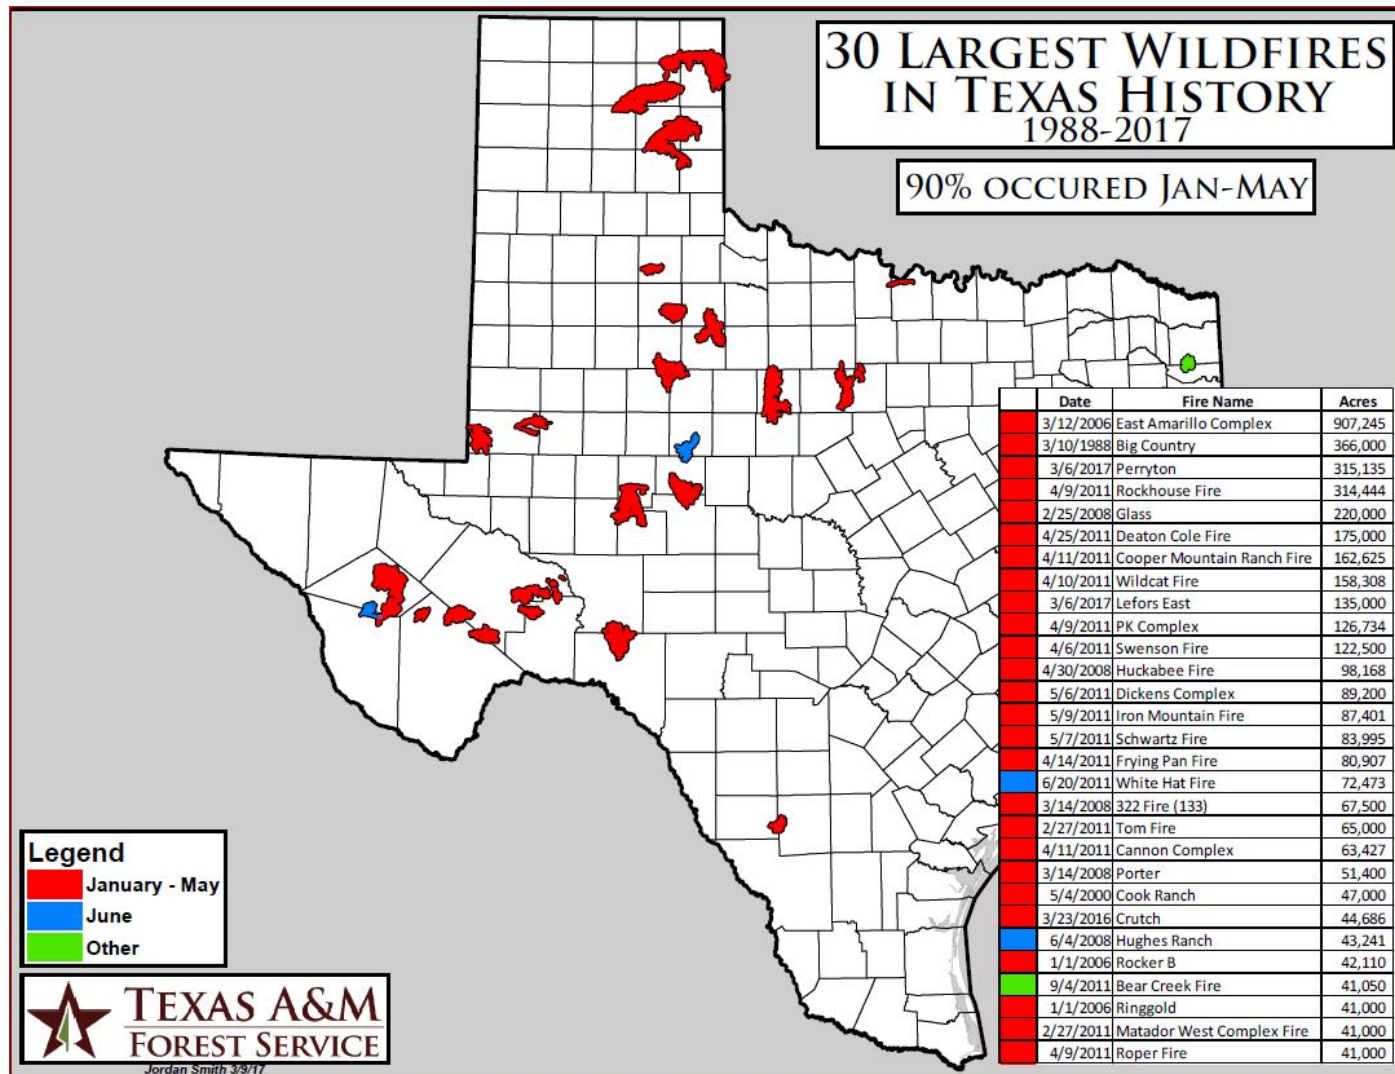 30 LARGEST WILDFIRES
IN TEXAS HISTORY
1988-2017
90% OCCURED JAN-MAY
Date Fire Name Acres
3/12/2006 East Amarillo Complex 907,245
3/10/1988 Big Country 366,000
3/6/2017 Perryton 315,135
4/9/2011 Rockhouse Fire 314,444
2/25/2008 Glass 220,000
4/25/2011 Deaton Cole Fire 175,000
4/11/2011 Cooper Mountain Ranch Fire 162,625
4/10/2011 Wildcat Fire 158,308
3/6/2017 Lefors East 135,000
4/9/2011 PK Complex 126,734
4/6/2011 Swenson Fire 122,500
4/30/2008 Huckabee Fire 98,168
5/6/2011 Dickens Complex 89,200
5/9/2011 Iron Mountain Fire 87,401
5/7/2011 Schwartz Fire 83,995
4/14/2011 Frying Pan Fire 80,907
6/20/2011 White Hat Fire 72,473
3/14/2008 322 Fire (133) 67,500
2/27/2011 Tom Fire 65,000
4/11/2011 Cannon Complex 63,427
3/14/2008 Porter 51,400
5/4/2000 Cook Ranch 47,000
3/23/2016 Crutch 44,686
6/4/2008 Hughes Ranch 43,241
1/1/2006 Rocker B 42,110
9/4/2011 Bear Creek Fire 41,050
1/1/2006 Ringgold 41,000
2/27/2011 Matador West Complex Fire 41,000
4/9/2011 Roper Fire 41,000
Legend
January - May
June
Other
TEXAS A&M
FOREST SERVICE
Jordan Smith 3/9/17